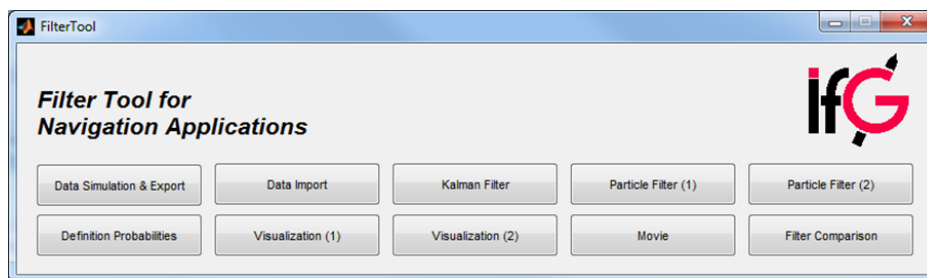 FilterTool
Filter Tool for
Navigation Applications
ifG
Data Simulation & Export
Data Import
Kalman Filter
Particle Filter (1)
Particle Filter (2)
Definition Probabilities
Visualization (1)
Visualization (2)
Movie
Filter Comparison